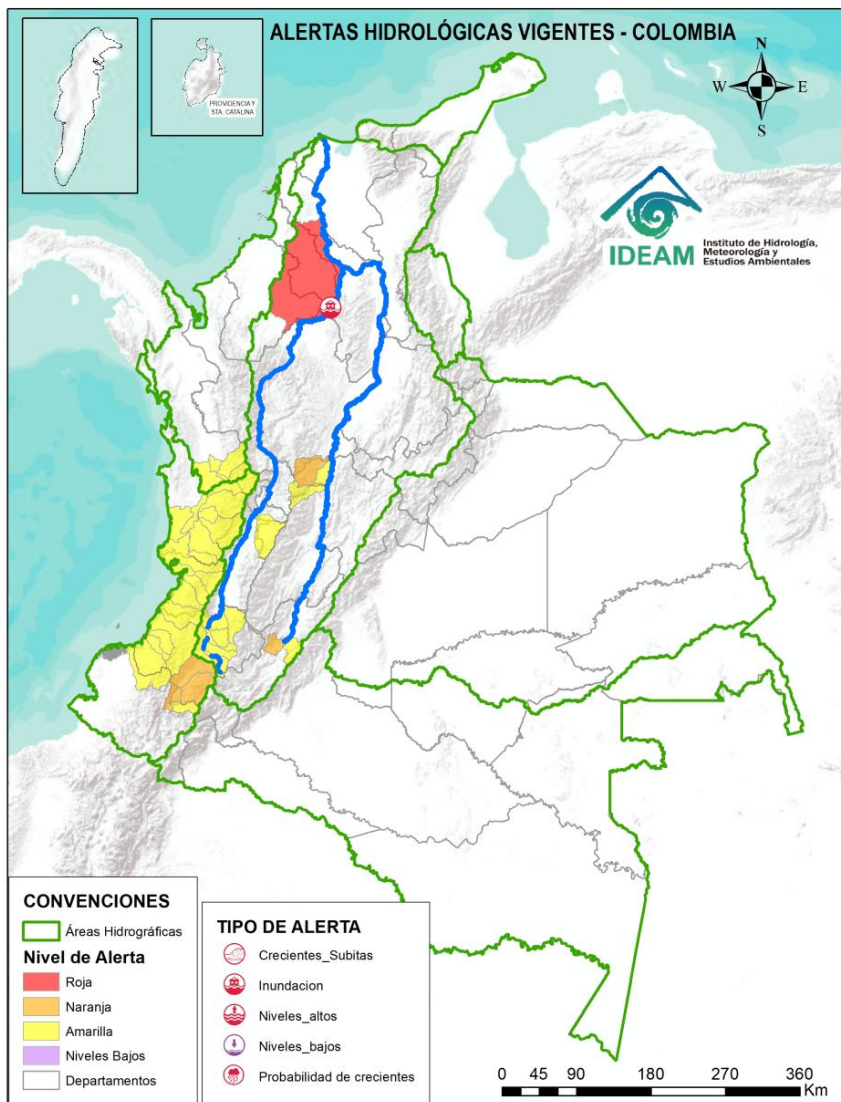 ALERTAS HIDROLÓGICAS VIGENTES - COLOMBIA
PROVIDENCIA Y
STA. CATALINA
N
W
E
S
IDEAM
Instituto de Hidrología,
Meteorología y
Estudios Ambientales
CONVENCIONES
Áreas Hidrográficas
Nivel de Alerta
Roja
Naranja
Amarilla
Niveles Bajos
Departamentos
TIPO DE ALERTA
Crecientes_Subitas
Inundacion
Niveles_altos
Niveles_bajos
Probabilidad de crecientes
0 45 90 180 270 360
Km